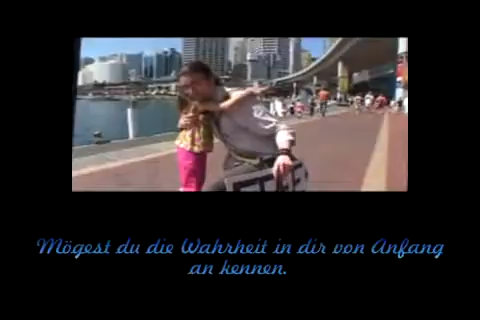 Mögest du die Wahrheit in dir von Anfang
an kennen.